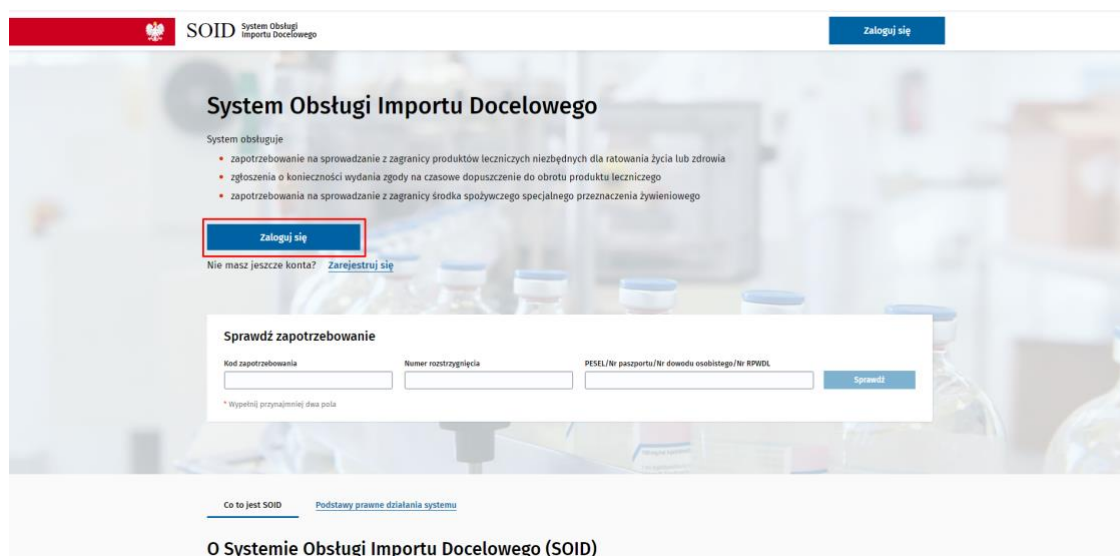 SOID System Obsługi
Importu Docelowego
Zaloguj się
System Obsługi Importu Docelowego
System obsługuje
zapotrzebowanie na sprowadzanie z zagranicy produktów leczniczych niezbędnych dla ratowania życia lub zdrowia
zgłoszenia o konieczności wydania zgody na czasowe dopuszczenie do obrotu produktu leczniczego
zapotrzebowania na sprowadzanie z zagranicy środka spożywczego specjalnego przeznaczenia żywieniowego
Zaloguj się
Nie masz jeszcze konta? Zarejestruj się
Sprawdź zapotrzebowanie
Kod zapotrzebowania Numer rozstrzygnięcia PESEL/Nr paszportu/Nr dowodu osobistego/Nr RPWDL
Sprawdź
* Wypełnij przynajmniej dwa pola
Co to jest SOID Podstawy prawne działania systemu
O Systemie Obsługi Importu Docelowego (SOID)